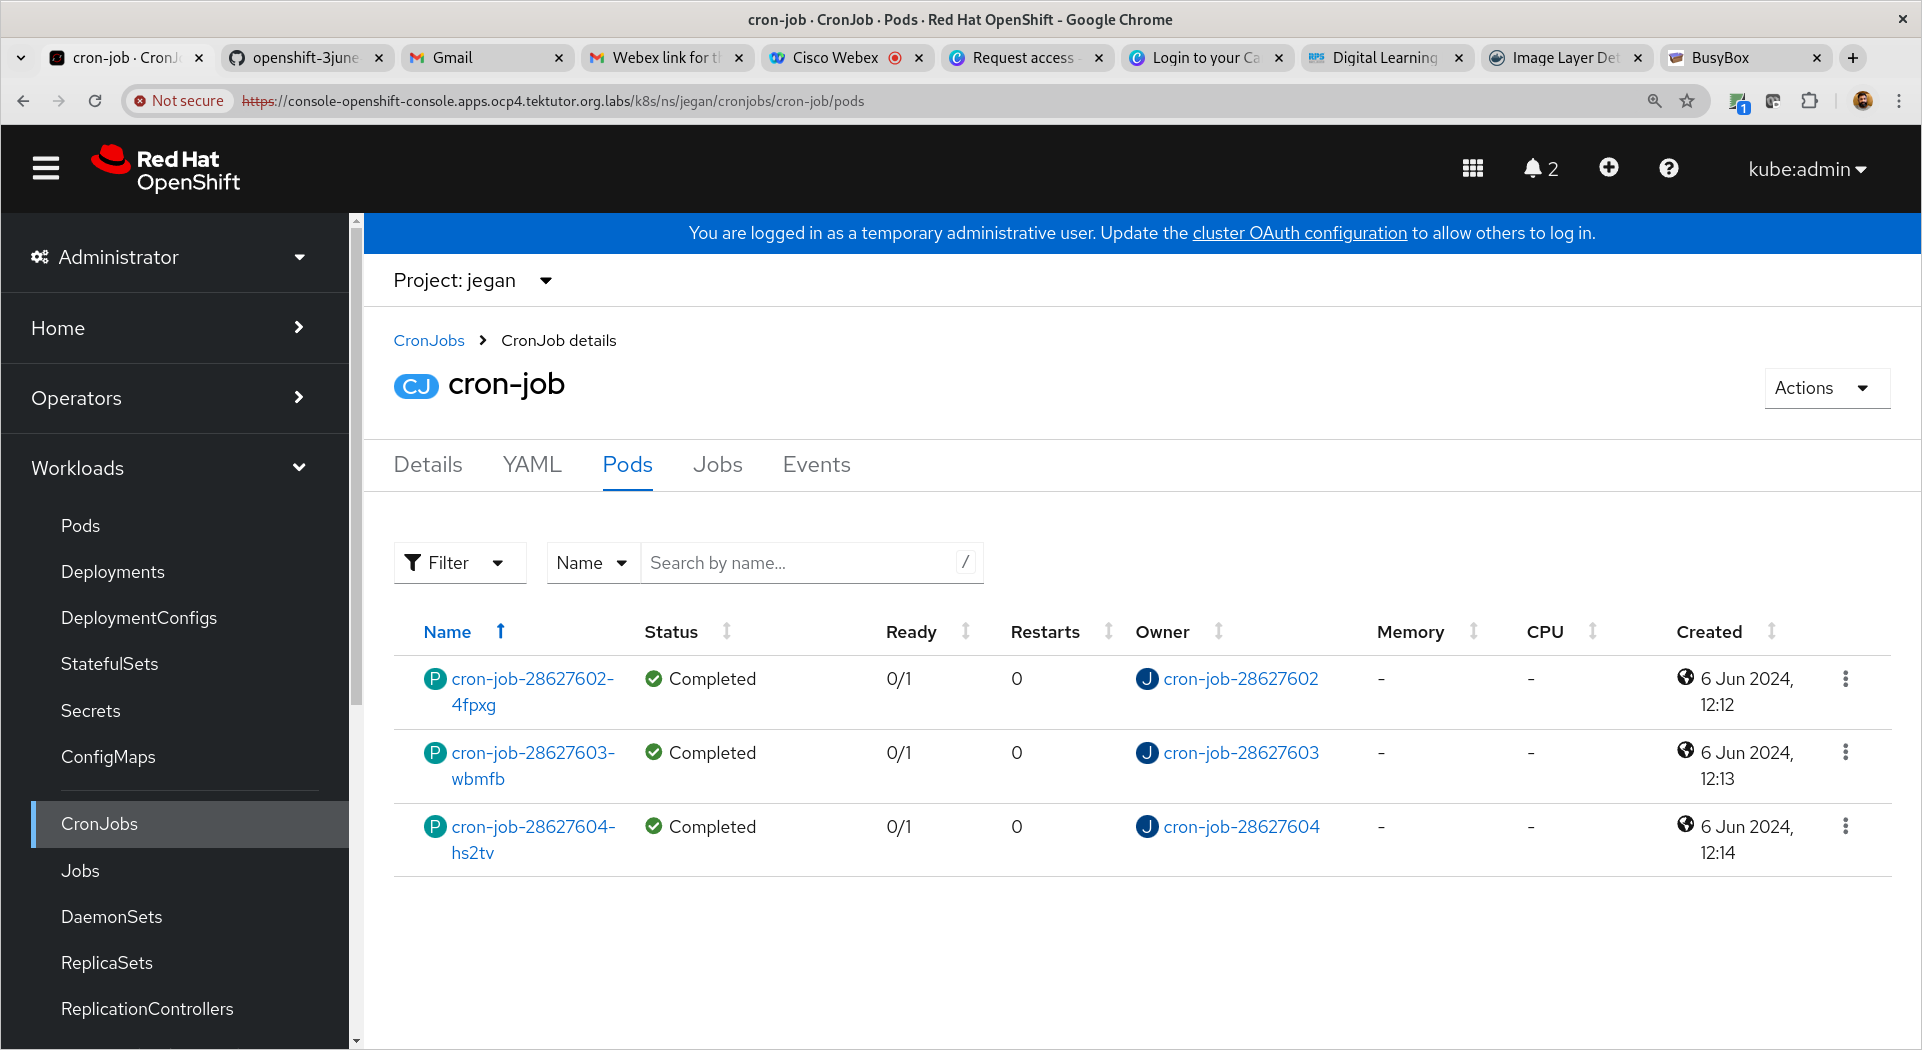 cron-job · CronJob · Pods · Red Hat OpenShift - Google Chrome
cron-job · CronJ
openshift-3june
Gmail
Webex link for t
Cisco Webex
Request access
Login to your Ca
Digital Learning
Image Layer Det
BusyBox
Not secure
https://console-openshift-console.apps.ocp4.tektutor.org.labs/k8s/ns/jegan/cronjobs/cron-job/pods
1
Red Hat
OpenShift
2
kube:admin
You are logged in as a temporary administrative user. Update the cluster OAuth configuration to allow others to log in.
Administrator
Home
Operators
Workloads
Pods
Deployments
DeploymentConfigs
StatefulSets
Secrets
ConfigMaps
CronJobs
Jobs
DaemonSets
ReplicaSets
ReplicationControllers
Project: jegan
CronJobs CronJob details
CJ cron-job
Actions
Details YAML Pods Jobs Events
Filter Name Search by name... /
Name Status Ready Restarts Owner Memory CPU Created
P cron-job-28627602- Completed 0/1 0 J cron-job-28627602 - - 6 Jun 2024,
4fpxg 12:12
P cron-job-28627603- Completed 0/1 0 J cron-job-28627603 - - 6 Jun 2024,
wbmfb 12:13
P cron-job-28627604- Completed 0/1 0 J cron-job-28627604 - - 6 Jun 2024,
hs2tv 12:14